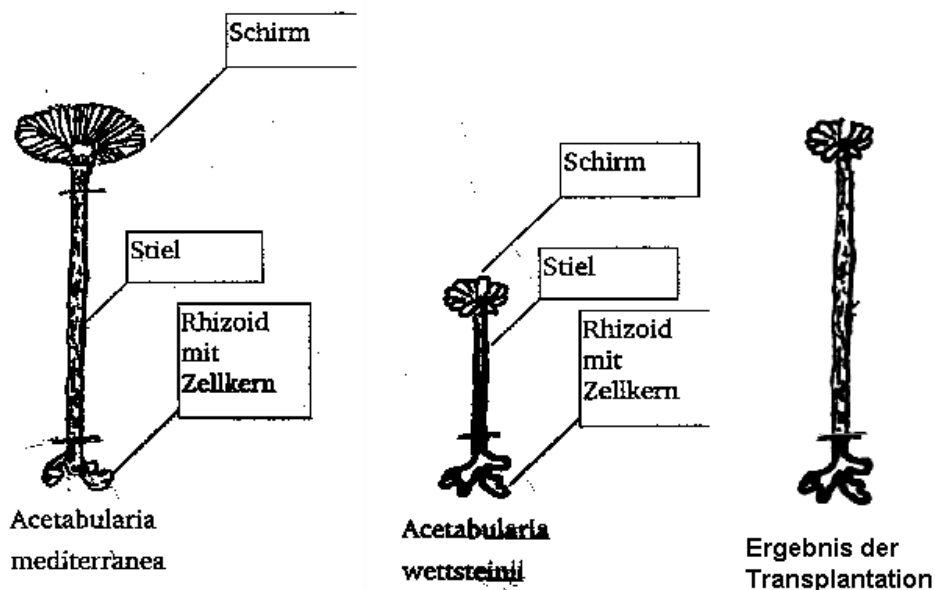 Schirm
Stiel
Rhizoid
mit
Zellkern
Acetabularia
mediterranea
Schirm
Stiel
Rhizoid
mit
Zellkern
Acetabularia
wettsteinii
Ergebnis der
Transplantation